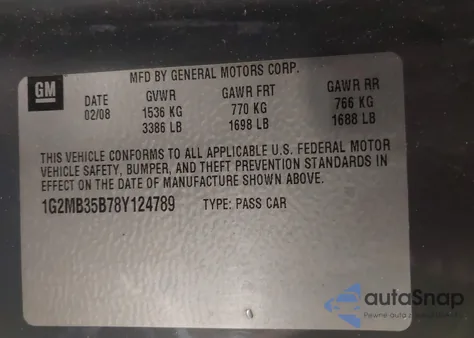 MFD BY GENERAL MOTORS CORP.
GM
DATE GVWR GAWR FRT GAWR RR
02/08 1536 KG 770 KG 766 KG
3386 LB 1698 LB 1688 LB
THIS VEHICLE CONFORMS TO ALL APPLICABLE U.S. FEDERAL MOTOR
VEHICLE SAFETY, BUMPER, AND THEFT PREVENTION STANDARDS IN
EFFECT ON THE DATE OF MANUFACTURE SHOWN ABOVE.
1G2MB35B78Y124789 TYPE: PASS CAR
autoSnap